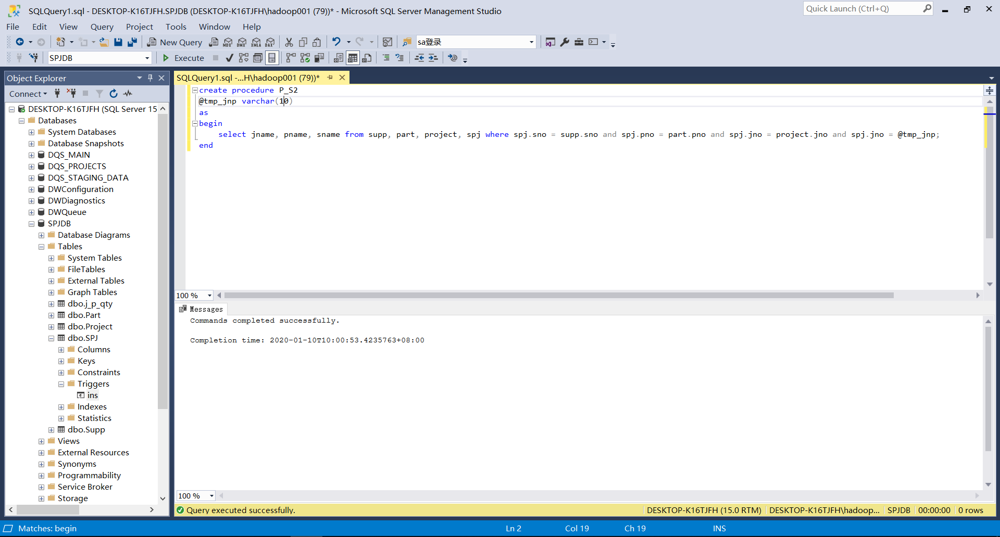 SQLQuery1.sql - DESKTOP-K16TJFH.SPJDB (DESKTOP-K16TJFH\hadoop001 (79))* - Microsoft SQL Server Management Studio
Quick Launch (Ctrl+Q)
File Edit View Query Project Tools Window Help
New Query MDX DMX XMLA DAX sa登录
SPJDB Execute
Object Explorer
Connect
DESKTOP-K16TJFH (SQL Server 15
Databases
System Databases
Database Snapshots
DQS_MAIN
DQS_PROJECTS
DQS_STAGING_DATA
DWConfiguration
DWDiagnostics
DWQueue
SPJDB
Database Diagrams
Tables
System Tables
FileTables
External Tables
Graph Tables
dbo.j_p_qty
dbo.Part
dbo.Project
dbo.SPJ
Columns
Keys
Constraints
Triggers
ins
Indexes
Statistics
dbo.Supp
Views
External Resources
Synonyms
Programmability
Service Broker
Storage
SQLQuery1.sql -...H\hadoop001 (79))*
create procedure P_S2
@tmp_jnp varchar(10)
as
begin
select jname, pname, sname from supp, part, project, spj where spj.sno = supp.sno and spj.pno = part.pno and spj.jno = project.jno and spj.jno = @tmp_jnp;
end
100 %
Messages
Commands completed successfully.
Completion time: 2020-01-10T10:00:53.4235763+08:00
100 %
Query executed successfully. DESKTOP-K16TJFH (15.0 RTM) DESKTOP-K16TJFH\hadoop... SPJDB 00:00:00 0 rows
Matches: begin Ln 2 Col 19 Ch 19 INS